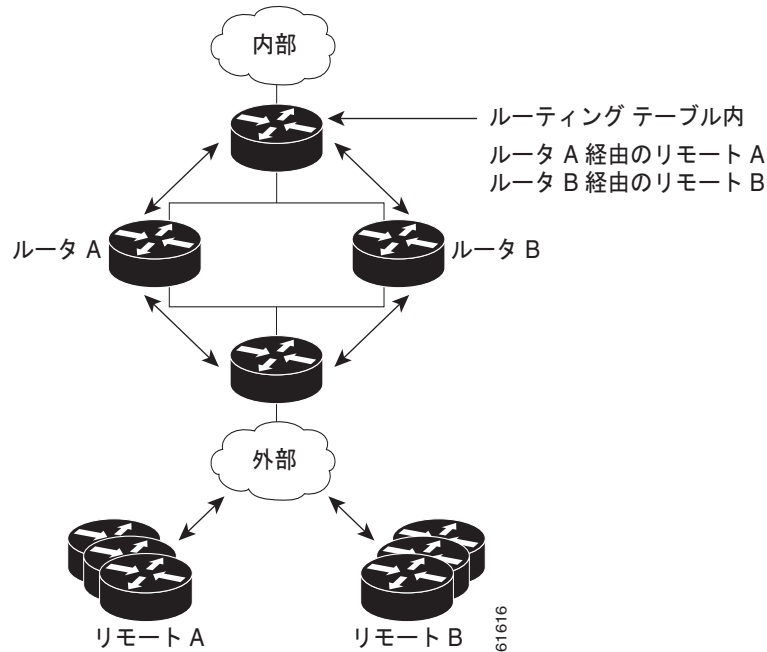 内部
ルーティング テーブル内
ルータ A 経由のリモート A
ルータ B 経由のリモート B
ルータ A
ルータ B
外部
リモート A
リモート B
61616